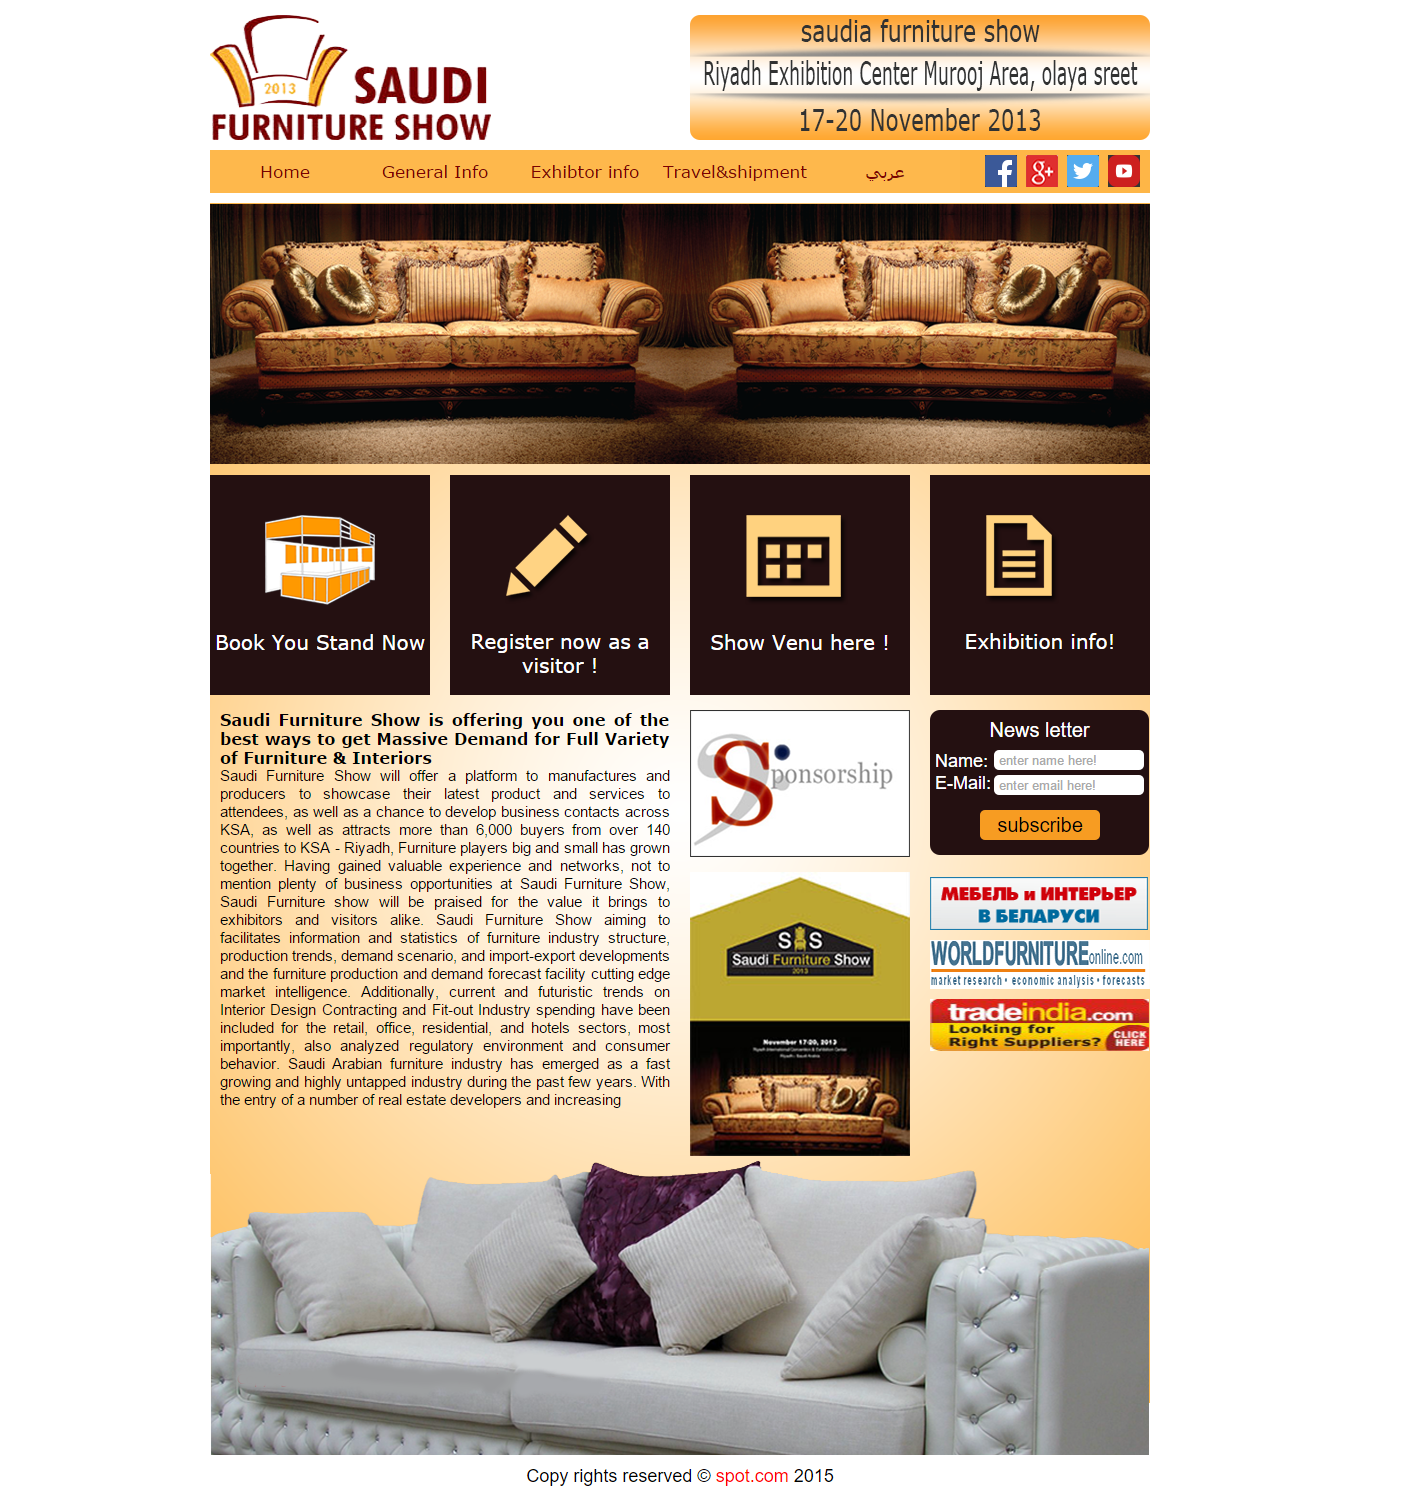 2013
SAUDI
FURNITURE SHOW
saudia furniture show
Riyadh Exhibition Center Murooj Area, olaya sreet
17-20 November 2013
Home
General Info
Exhibtor info
Travel&shipment
عربي
Book You Stand Now
Register now as a
visitor !
Show Venu here !
Exhibition info!
Saudi Furniture Show is offering you one of the
best ways to get Massive Demand for Full Variety
of Furniture & Interiors
Saudi Furniture Show will offer a platform to manufactures and
producers to showcase their latest product and services to
attendees, as well as a chance to develop business contacts across
KSA, as well as attracts more than 6,000 buyers from over 140
countries to KSA - Riyadh, Furniture players big and small has grown
together. Having gained valuable experience and networks, not to
mention plenty of business opportunities at Saudi Furniture Show,
Saudi Furniture show will be praised for the value it brings to
exhibitors and visitors alike. Saudi Furniture Show aiming to
facilitates information and statistics of furniture industry structure,
production trends, demand scenario, and import-export developments
and the furniture production and demand forecast facility cutting edge
market intelligence. Additionally, current and futuristic trends on
Interior Design Contracting and Fit-out Industry spending have been
included for the retail, office, residential, and hotels sectors, most
importantly, also analyzed regulatory environment and consumer
behavior. Saudi Arabian furniture industry has emerged as a fast
growing and highly untapped industry during the past few years. With
the entry of a number of real estate developers and increasing
Sponsorship
S S
Saudi Furniture Show
2013
November 17-20, 2013
Riyadh International Convention & Exhibition Center
Riyadh - Saudi Arabia
News letter
Name: enter name here!
E-Mail: enter email here!
subscribe
МЕБЕЛЬ и ИНТЕРЬЕР
В БЕЛАРУСИ
WORLDFURNITUREonline.com
market research • economic analysis • forecasts
tradeindia.com
Looking for
Right Suppliers?
CLICK
HERE
Copy rights reserved © spot.com 2015